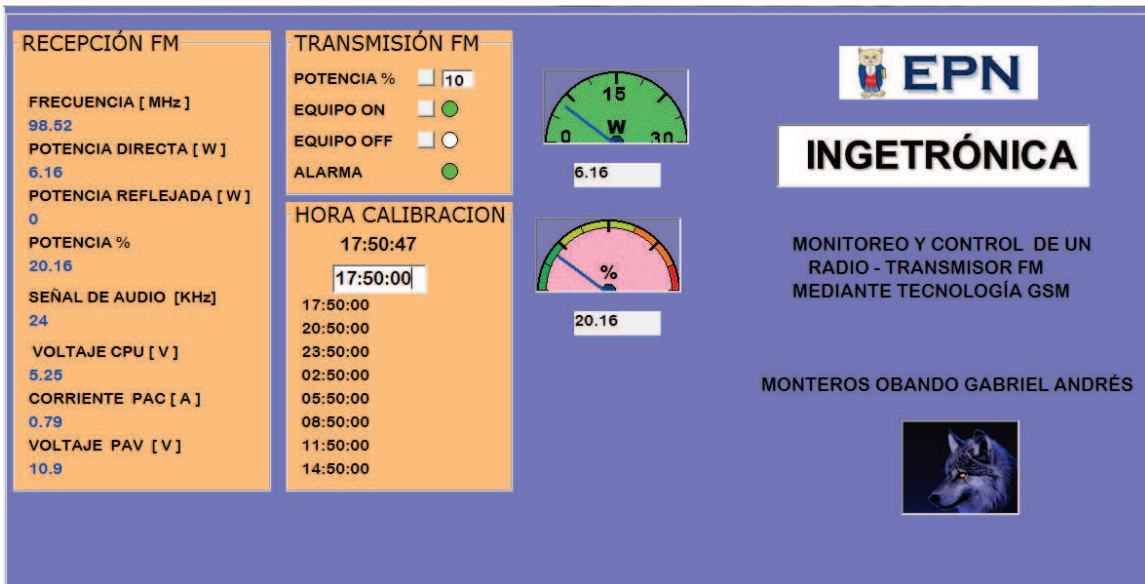 RECEPCIÓN FM
FRECUENCIA [ MHz ]
98.52
POTENCIA DIRECTA [ W ]
6.16
POTENCIA REFLEJADA [ W ]
0
POTENCIA %
20.16
SEÑAL DE AUDIO [KHz]
24
VOLTAJE CPU [ V ]
5.25
CORRIENTE PAC [ A ]
0.79
VOLTAJE PAV [ V ]
10.9
TRANSMISIÓN FM
POTENCIA % 10
EQUIPO ON
EQUIPO OFF
ALARMA
HORA CALIBRACION
17:50:47
17:50:00
17:50:00
20:50:00
23:50:00
02:50:00
05:50:00
08:50:00
11:50:00
14:50:00
15
W
0 30
6.16
%
20.16
EPN
INGETRÓNICA
MONITOREO Y CONTROL DE UN
RADIO - TRANSMISOR FM
MEDIANTE TECNOLOGÍA GSM
MONTEROS OBANDO GABRIEL ANDRÉS